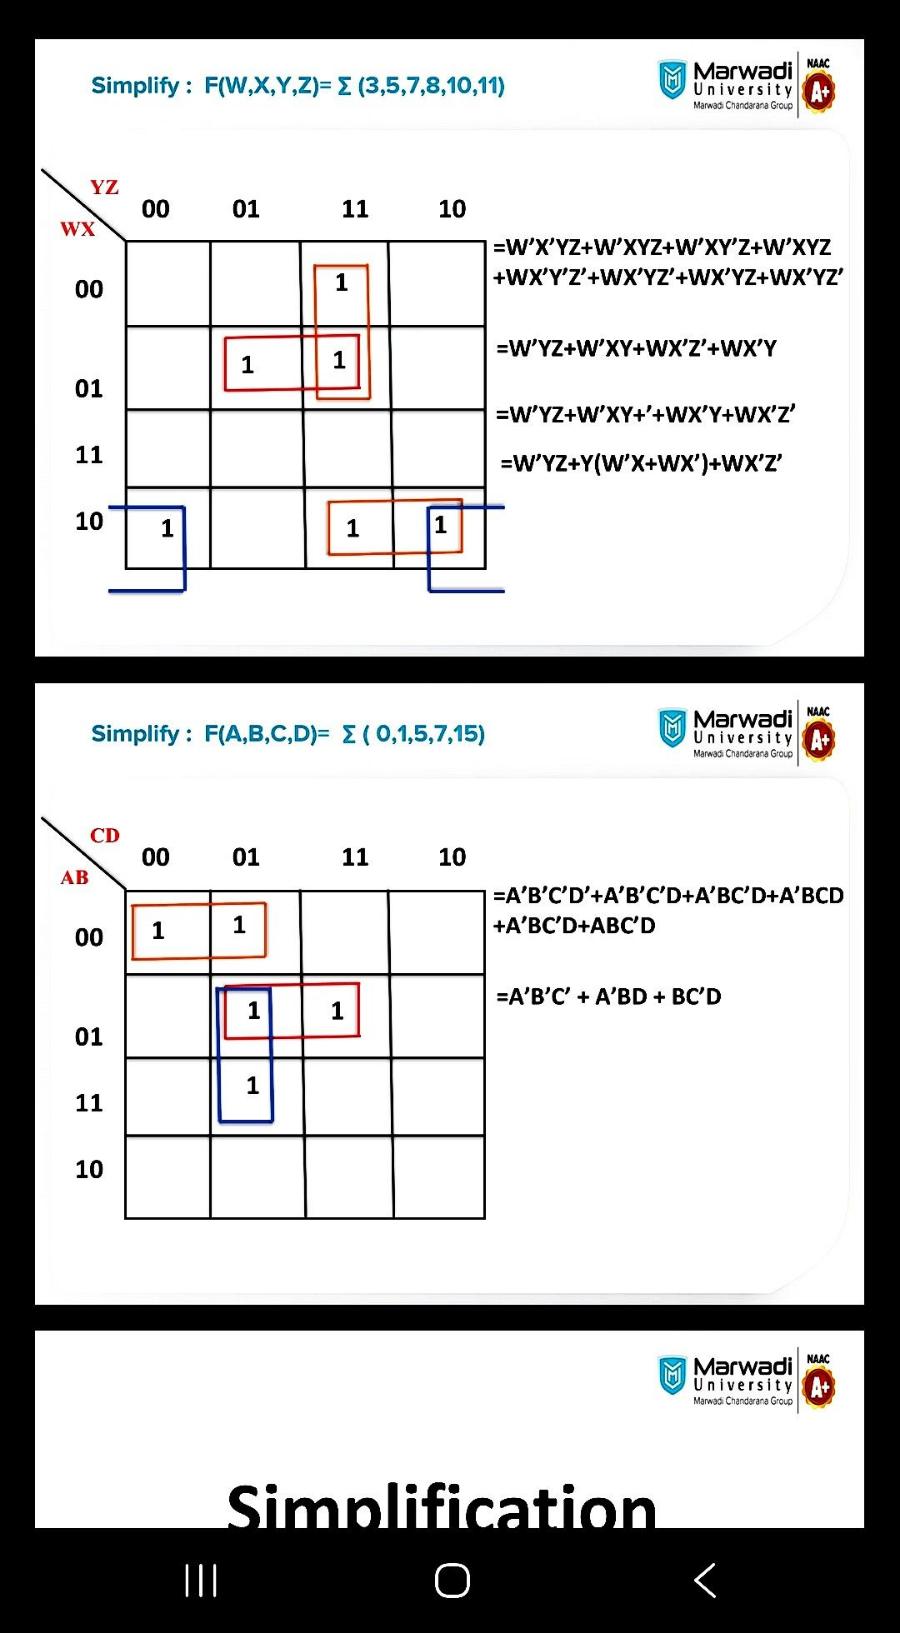 Simplify : F(W,X,Y,Z)= Σ (3,5,7,8,10,11)
Marwadi
University
Marwadi Chandarana Group
NAAC
A+
YZ
WX
00 01 11 10
=W'X'YZ+W'XYZ+W'XY'Z+W'XYZ
+WX'Y'Z'+WX'YZ'+WX'YZ+WX'YZ'
00 1
=W'YZ+W'XY+WX'Z'+WX'Y
01 1 1
=W'YZ+W'XY+'+WX'Y+WX'Z'
11
=W'YZ+Y(W'X+WX')+WX'Z'
10 1 1 1
Simplify : F(A,B,C,D)= Σ ( 0,1,5,7,15)
Marwadi
University
Marwadi Chandarana Group
NAAC
A+
CD
AB
00 01 11 10
=A'B'C'D'+A'B'C'D+A'BC'D+A'BCD
+A'BC'D+ABC'D
00 1 1
=A'B'C' + A'BD + BC'D
01 1 1
11 1
10
Marwadi
University
Marwadi Chandarana Group
NAAC
A+
Simplification